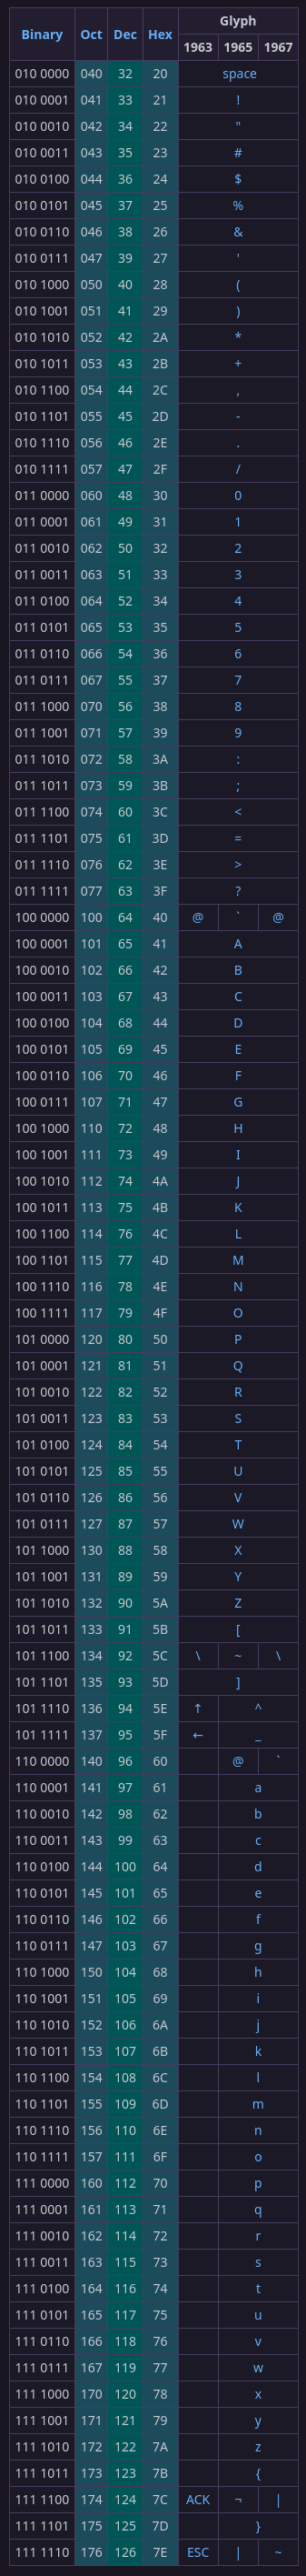 Binary Oct Dec Hex Glyph
1963 1965 1967
010 0000 040 32 20 space
010 0001 041 33 21 !
010 0010 042 34 22 "
010 0011 043 35 23 #
010 0100 044 36 24 $
010 0101 045 37 25 %
010 0110 046 38 26 &
010 0111 047 39 27 '
010 1000 050 40 28 (
010 1001 051 41 29 )
010 1010 052 42 2A *
010 1011 053 43 2B +
010 1100 054 44 2C ,
010 1101 055 45 2D -
010 1110 056 46 2E .
010 1111 057 47 2F /
011 0000 060 48 30 0
011 0001 061 49 31 1
011 0010 062 50 32 2
011 0011 063 51 33 3
011 0100 064 52 34 4
011 0101 065 53 35 5
011 0110 066 54 36 6
011 0111 067 55 37 7
011 1000 070 56 38 8
011 1001 071 57 39 9
011 1010 072 58 3A :
011 1011 073 59 3B ;
011 1100 074 60 3C <
011 1101 075 61 3D =
011 1110 076 62 3E >
011 1111 077 63 3F ?
100 0000 100 64 40 @ ` @
100 0001 101 65 41 A
100 0010 102 66 42 B
100 0011 103 67 43 C
100 0100 104 68 44 D
100 0101 105 69 45 E
100 0110 106 70 46 F
100 0111 107 71 47 G
100 1000 110 72 48 H
100 1001 111 73 49 I
100 1010 112 74 4A J
100 1011 113 75 4B K
100 1100 114 76 4C L
100 1101 115 77 4D M
100 1110 116 78 4E N
100 1111 117 79 4F O
101 0000 120 80 50 P
101 0001 121 81 51 Q
101 0010 122 82 52 R
101 0011 123 83 53 S
101 0100 124 84 54 T
101 0101 125 85 55 U
101 0110 126 86 56 V
101 0111 127 87 57 W
101 1000 130 88 58 X
101 1001 131 89 59 Y
101 1010 132 90 5A Z
101 1011 133 91 5B [
101 1100 134 92 5C \ ~ \
101 1101 135 93 5D ]
101 1110 136 94 5E ↑ ^
101 1111 137 95 5F ← _
110 0000 140 96 60 @ `
110 0001 141 97 61 a
110 0010 142 98 62 b
110 0011 143 99 63 c
110 0100 144 100 64 d
110 0101 145 101 65 e
110 0110 146 102 66 f
110 0111 147 103 67 g
110 1000 150 104 68 h
110 1001 151 105 69 i
110 1010 152 106 6A j
110 1011 153 107 6B k
110 1100 154 108 6C l
110 1101 155 109 6D m
110 1110 156 110 6E n
110 1111 157 111 6F o
111 0000 160 112 70 p
111 0001 161 113 71 q
111 0010 162 114 72 r
111 0011 163 115 73 s
111 0100 164 116 74 t
111 0101 165 117 75 u
111 0110 166 118 76 v
111 0111 167 119 77 w
111 1000 170 120 78 x
111 1001 171 121 79 y
111 1010 172 122 7A z
111 1011 173 123 7B {
111 1100 174 124 7C ACK ¬ |
111 1101 175 125 7D }
111 1110 176 126 7E ESC | ~